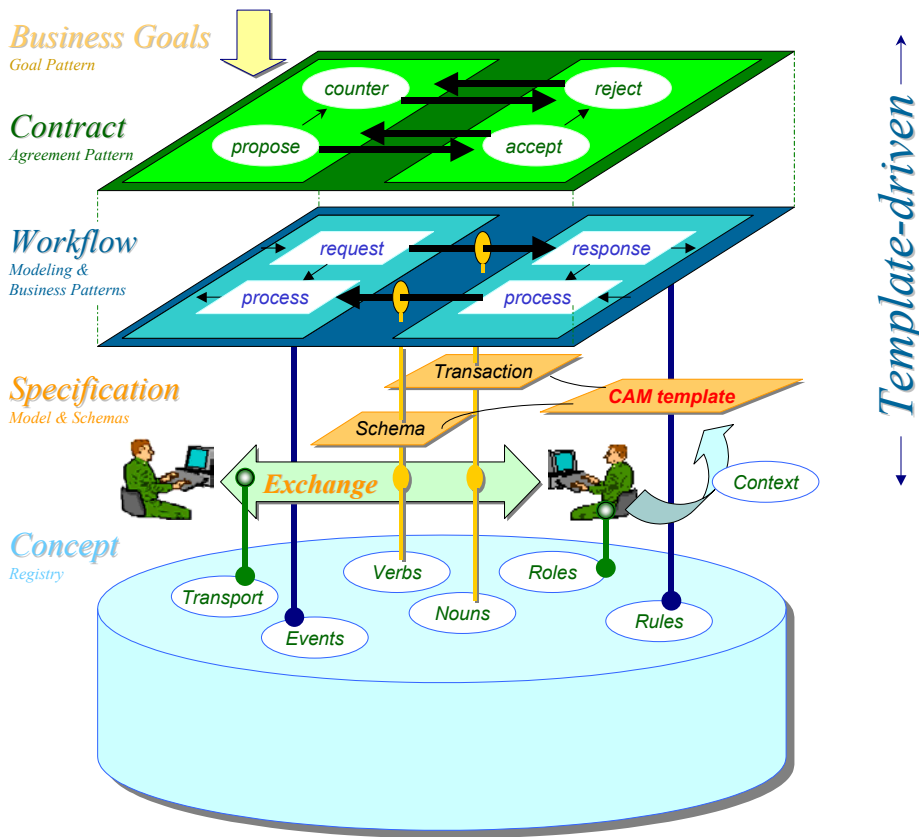 Business Goals
Goal Pattern
counter
reject
Contract
Agreement Pattern
propose
accept
Template-driven
Workflow
Modeling &
Business Patterns
request
response
process
process
Specification
Model & Schemas
Transaction
CAM template
Schema
Exchange
Context
Concept
Registry
Verbs
Roles
Transport
Nouns
Events
Rules